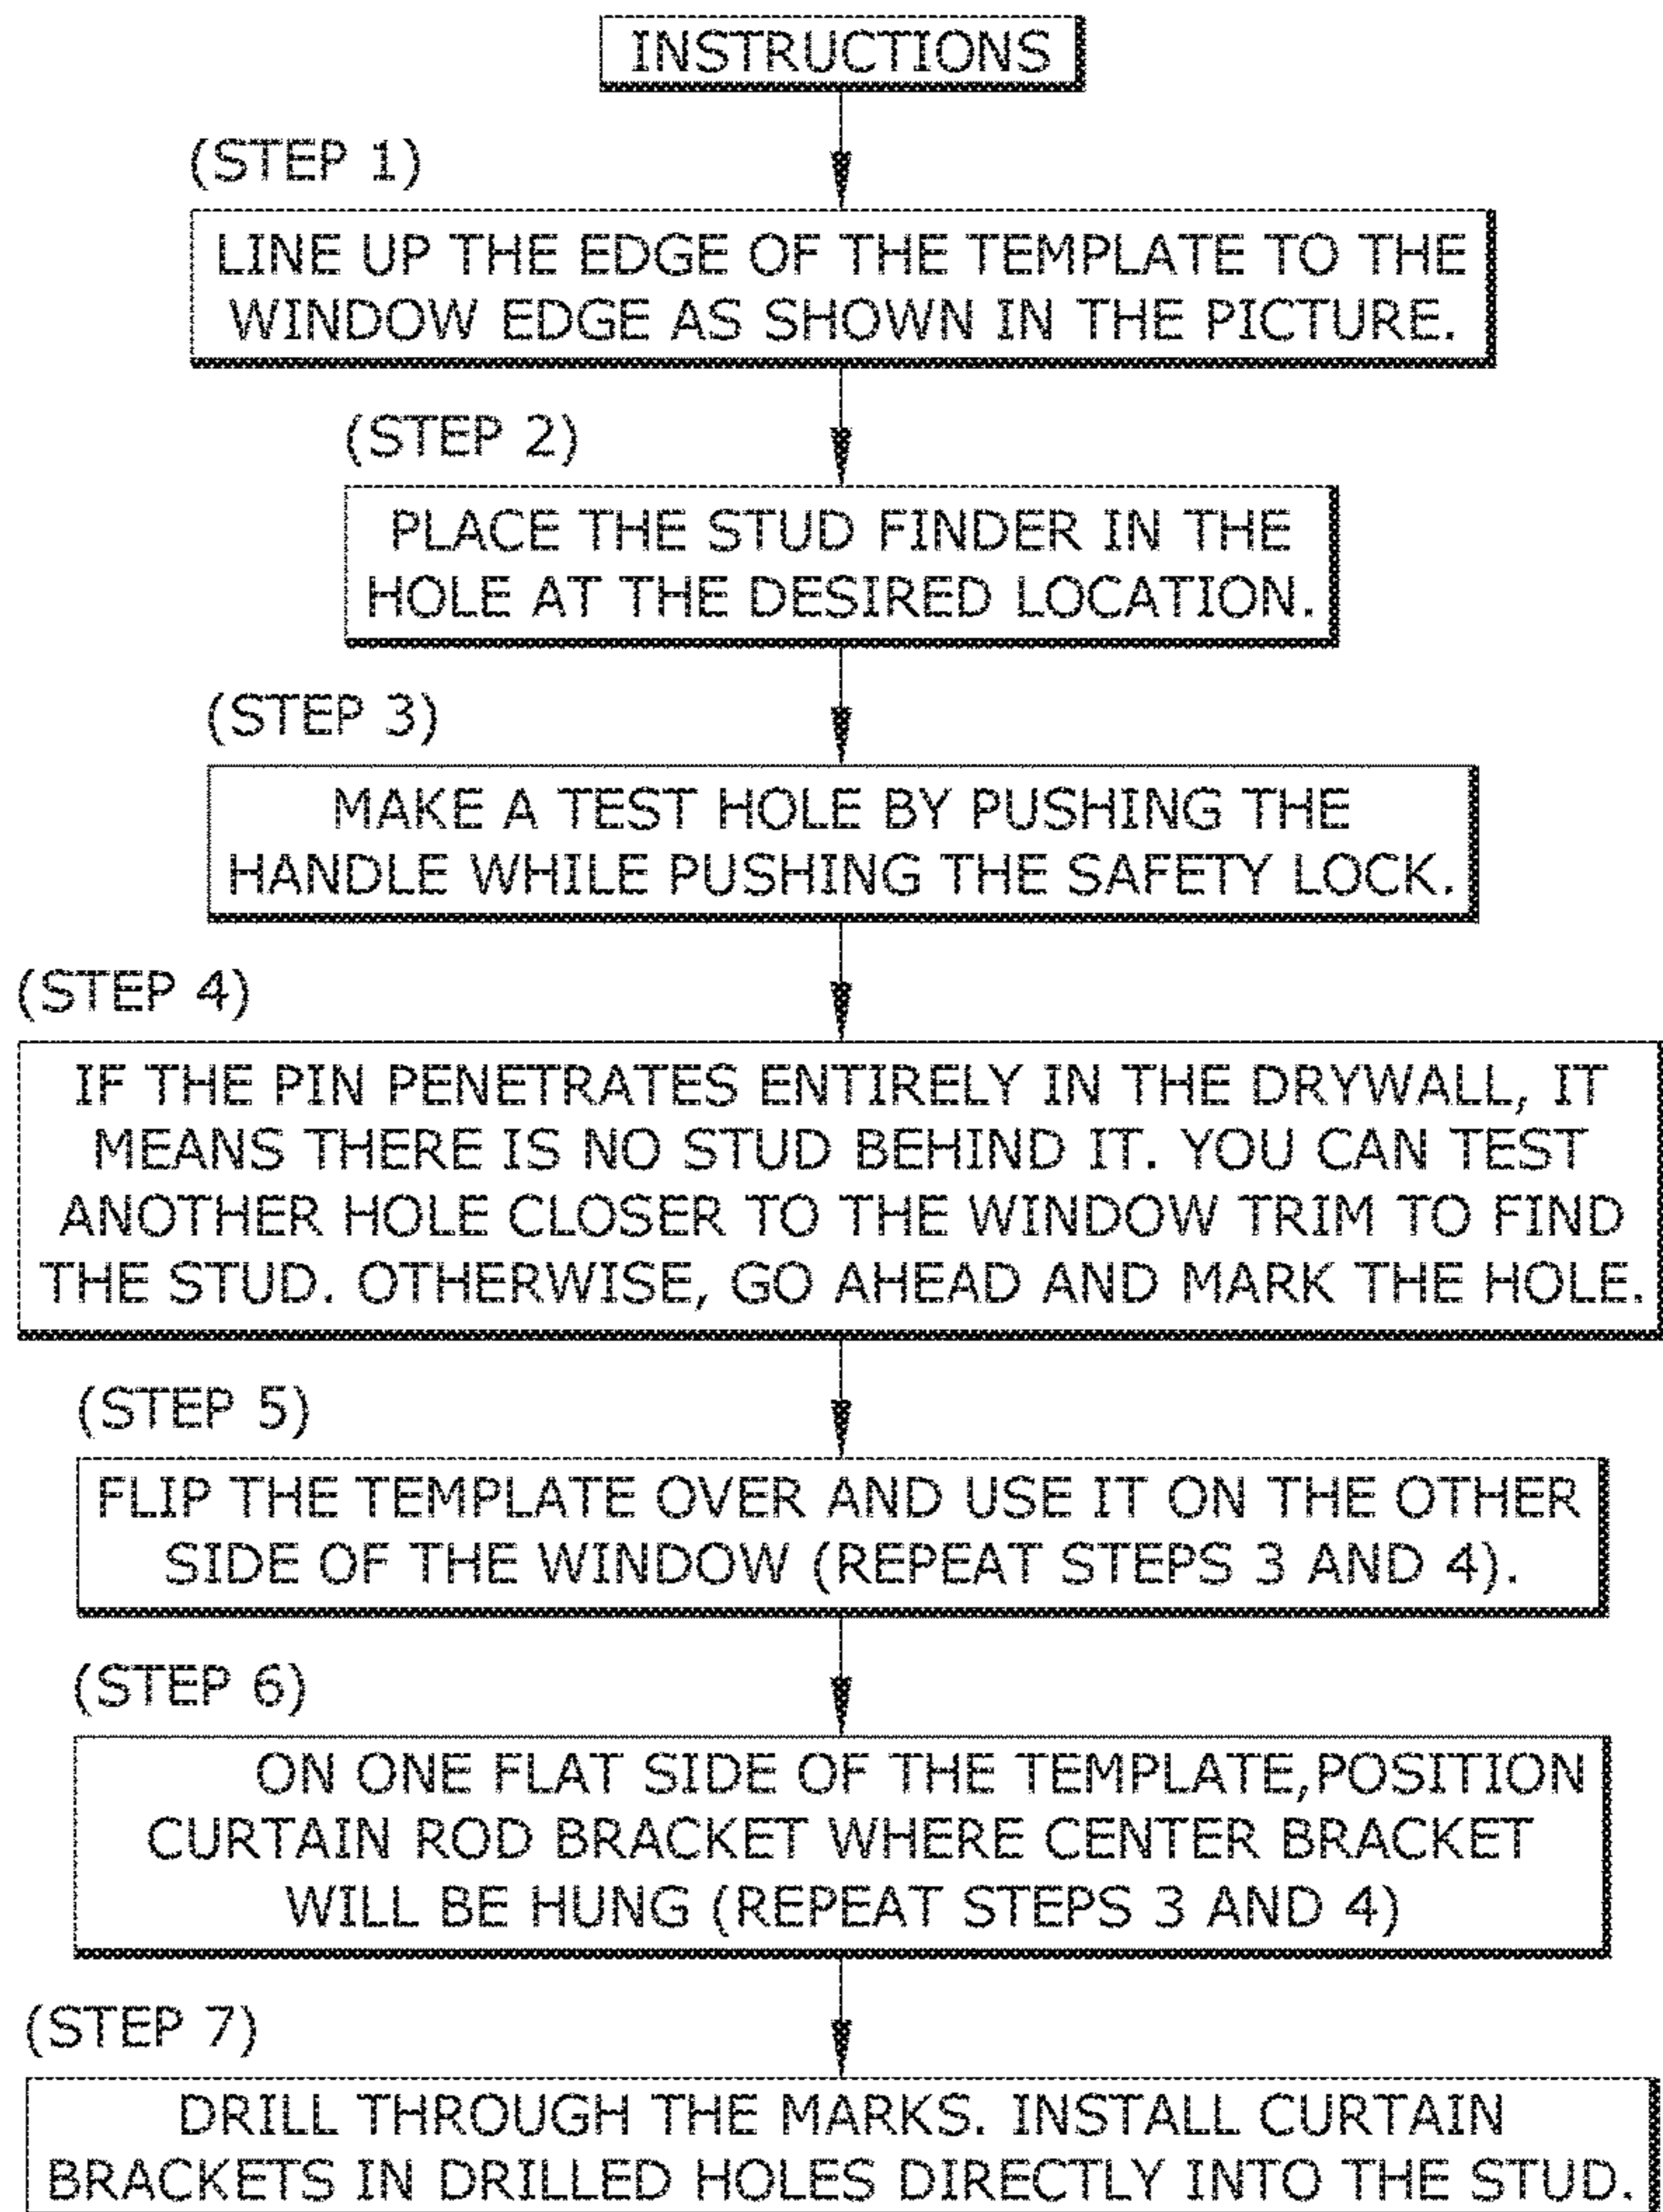 INSTRUCTIONS
(STEP 1)
LINE UP THE EDGE OF THE TEMPLATE TO THE
WINDOW EDGE AS SHOWN IN THE PICTURE.
(STEP 2)
PLACE THE STUD FINDER IN THE
HOLE AT THE DESIRED LOCATION.
(STEP 3)
MAKE A TEST HOLE BY PUSHING THE
HANDLE WHILE PUSHING THE SAFETY LOCK.
(STEP 4)
IF THE PIN PENETRATES ENTIRELY IN THE DRYWALL, IT
MEANS THERE IS NO STUD BEHIND IT. YOU CAN TEST
ANOTHER HOLE CLOSER TO THE WINDOW TRIM TO FIND
THE STUD. OTHERWISE, GO AHEAD AND MARK THE HOLE.
(STEP 5)
FLIP THE TEMPLATE OVER AND USE IT ON THE OTHER
SIDE OF THE WINDOW (REPEAT STEPS 3 AND 4).
(STEP 6)
ON ONE FLAT SIDE OF THE TEMPLATE,POSITION
CURTAIN ROD BRACKET WHERE CENTER BRACKET
WILL BE HUNG (REPEAT STEPS 3 AND 4)
(STEP 7)
DRILL THROUGH THE MARKS. INSTALL CURTAIN
BRACKETS IN DRILLED HOLES DIRECTLY INTO THE STUD.